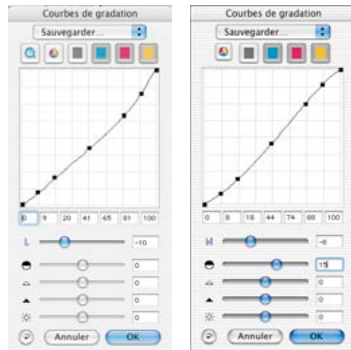 Courbes de gradation
Sauvegarder...
0 9 20 41 65 81 100
L -10
0
0
0
0
Annuler OK
Courbes de gradation
Sauvegarder...
0 8 18 44 74 88 100
-8
15
0
0
0
Annuler OK